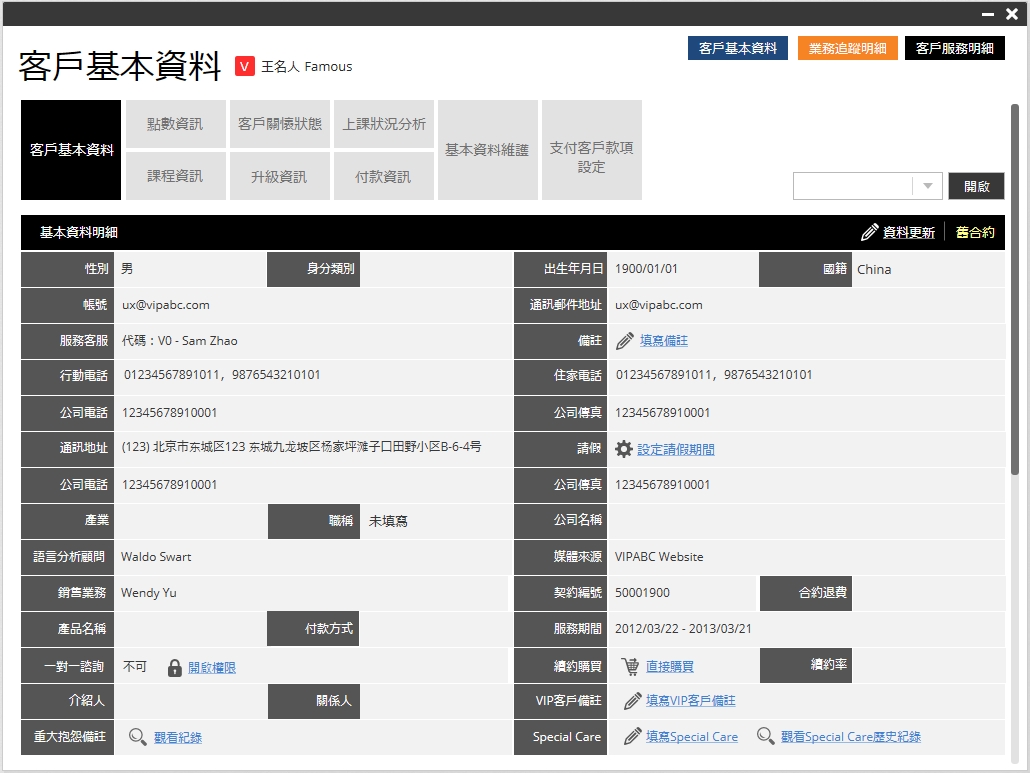 客戶基本資料
V 王名人 Famous
客戶基本資料 業務追蹤明細 客戶服務明細
客戶基本資料 點數資訊 客戶關懷狀態 上課狀況分析 基本資料維護 支付客戶款項
設定
課程資訊 升級資訊 付款資訊
開啟
基本資料明細 資料更新 舊合約
性別 男 身分類別 出生年月日 1900/01/01 國籍 China
帳號 ux@vipabc.com 通訊郵件地址 ux@vipabc.com
服務客服 代碼：V0 - Sam Zhao 備註 填寫備註
行動電話 01234567891011，9876543210101 住家電話 01234567891011，9876543210101
公司電話 12345678910001 公司傳真 12345678910001
通訊地址 (123) 北京市东城区123 东城九龙坡区杨家坪滩子口田野小区B-6-4号 請假 設定請假期間
公司電話 12345678910001 公司傳真 12345678910001
產業 職稱 未填寫 公司名稱
語言分析顧問 Waldo Swart 媒體來源 VIPABC Website
銷售業務 Wendy Yu 契約編號 50001900 合約退費
產品名稱 付款方式 服務期間 2012/03/22 - 2013/03/21
一對一諮詢 不可 開啟權限 續約購買 直接購買 續約率
介紹人 關係人 VIP客戶備註 填寫VIP客戶備註
重大抱怨備註 觀看紀錄 Special Care 填寫Special Care 觀看Special Care歷史紀錄